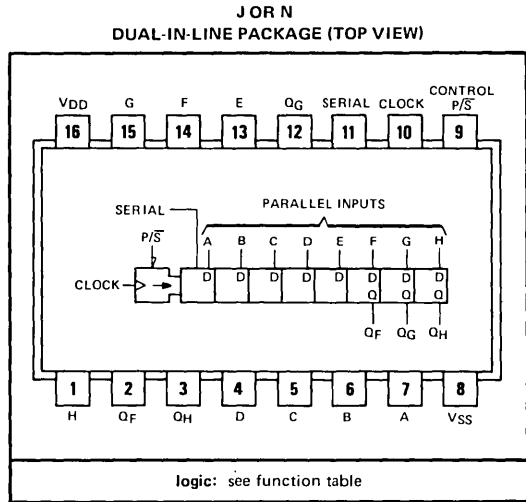 J OR N
DUAL-IN-LINE PACKAGE (TOP VIEW)
VDD G F E QG SERIAL CLOCK CONTROL P/S̅
16 15 14 13 12 11 10 9
PARALLEL INPUTS
SERIAL
P/S̅ A B C D E F G H
CLOCK D D D D D D D D
Q Q Q
QF QG QH
1 2 3 4 5 6 7 8
H QF QH D C B A VSS
logic: see function table